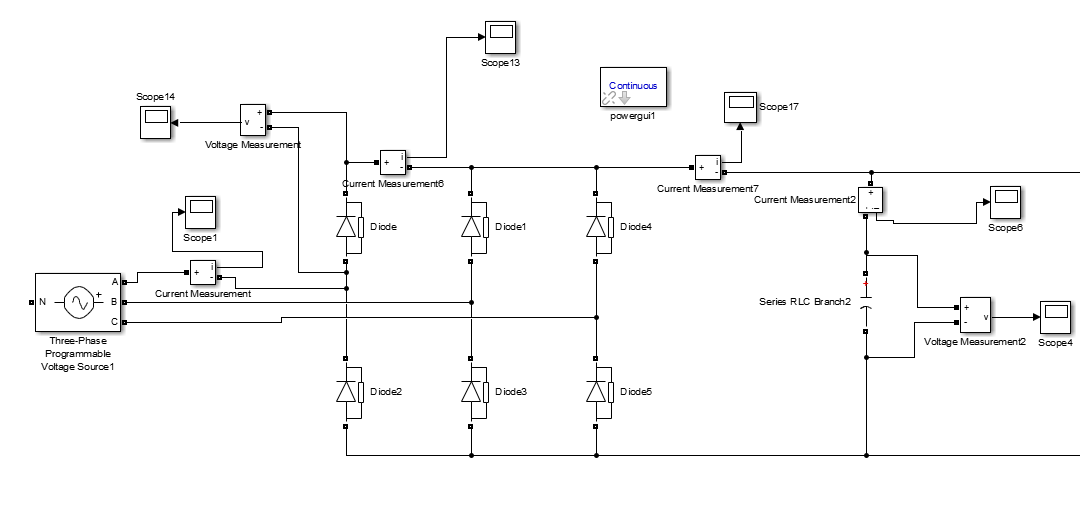 Scope13
Continuous
powergui1
Scope14
Scope17
v
+
-
Voltage Measurement
+
i
-
Current Measurement6
+
i
-
Current Measurement7
Current Measurement2
+
Scope6
Scope1
Diode
Diode1
Diode4
+
i
-
Current Measurement
N
+
A
B
C
Three-Phase
Programmable
Voltage Source1
+
Series RLC Branch2
+
-
v
Voltage Measurement2
Scope4
Diode2
Diode3
Diode5